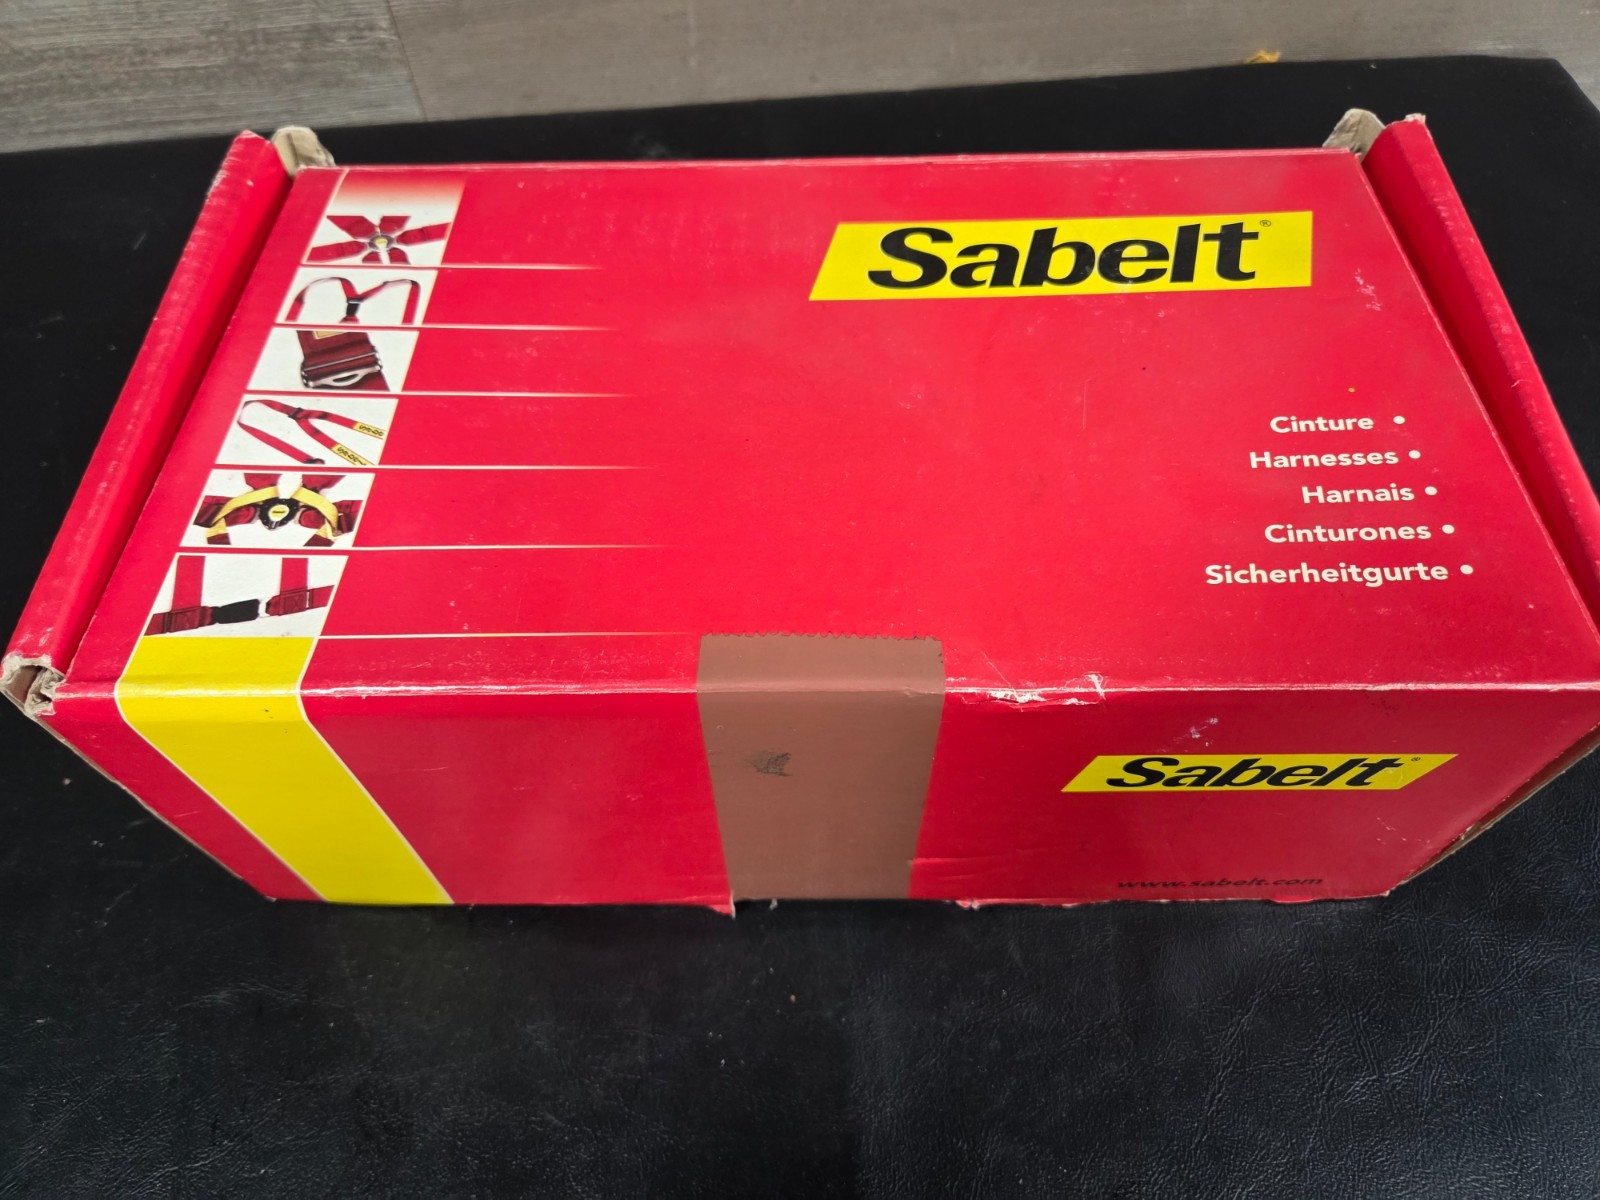 Sabelt®
Cinture •
Harnesses •
Harnais •
Cinturones •
Sicherheitgurte •
Sabelt®
www.sabelt.com